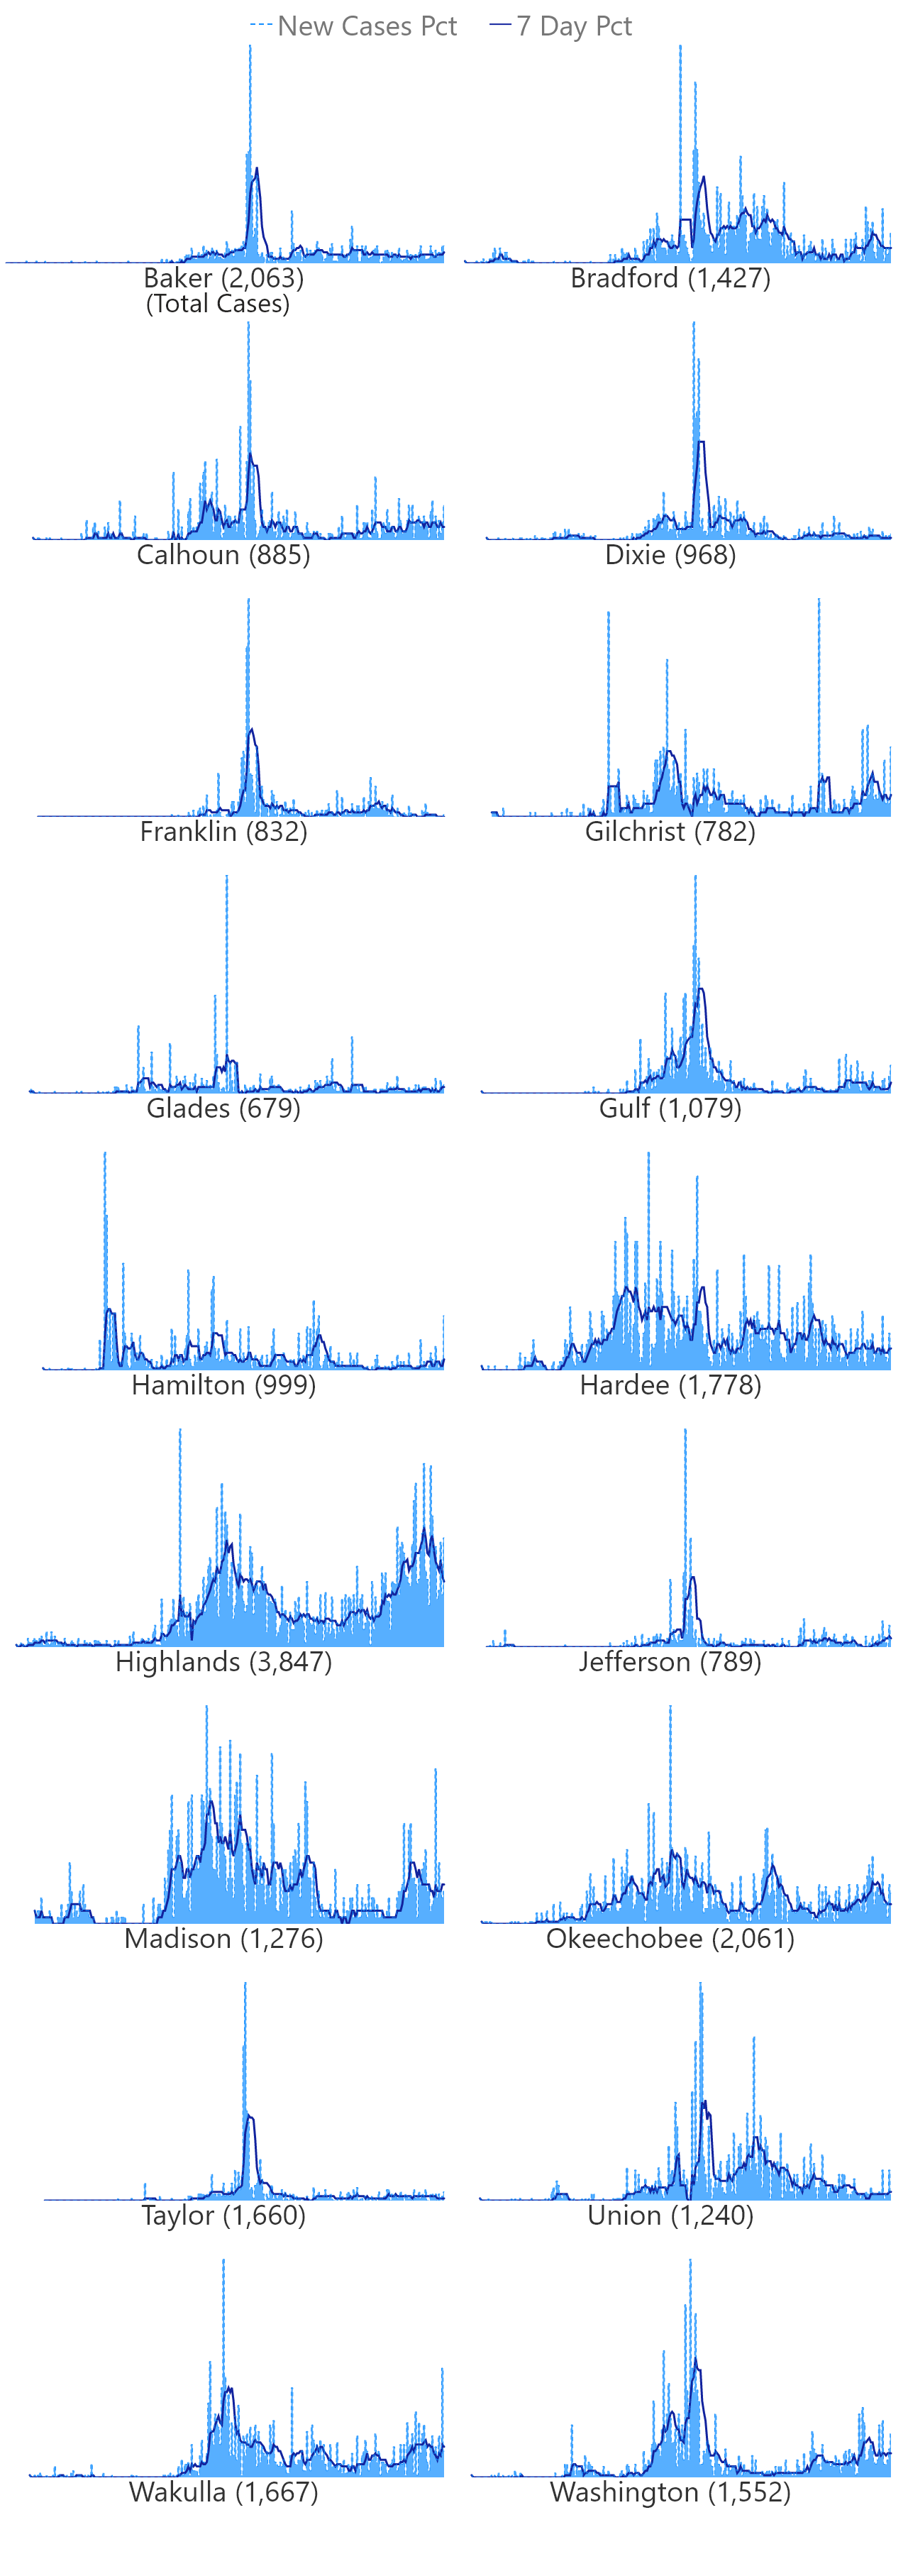 New Cases Pct 7 Day Pct
Baker (2,063) Bradford (1,427)
(Total Cases)
Calhoun (885) Dixie (968)
Franklin (832) Gilchrist (782)
Glades (679) Gulf (1,079)
Hamilton (999) Hardee (1,778)
Highlands (3,847) Jefferson (789)
Madison (1,276) Okeechobee (2,061)
Taylor (1,660) Union (1,240)
Wakulla (1,667) Washington (1,552)